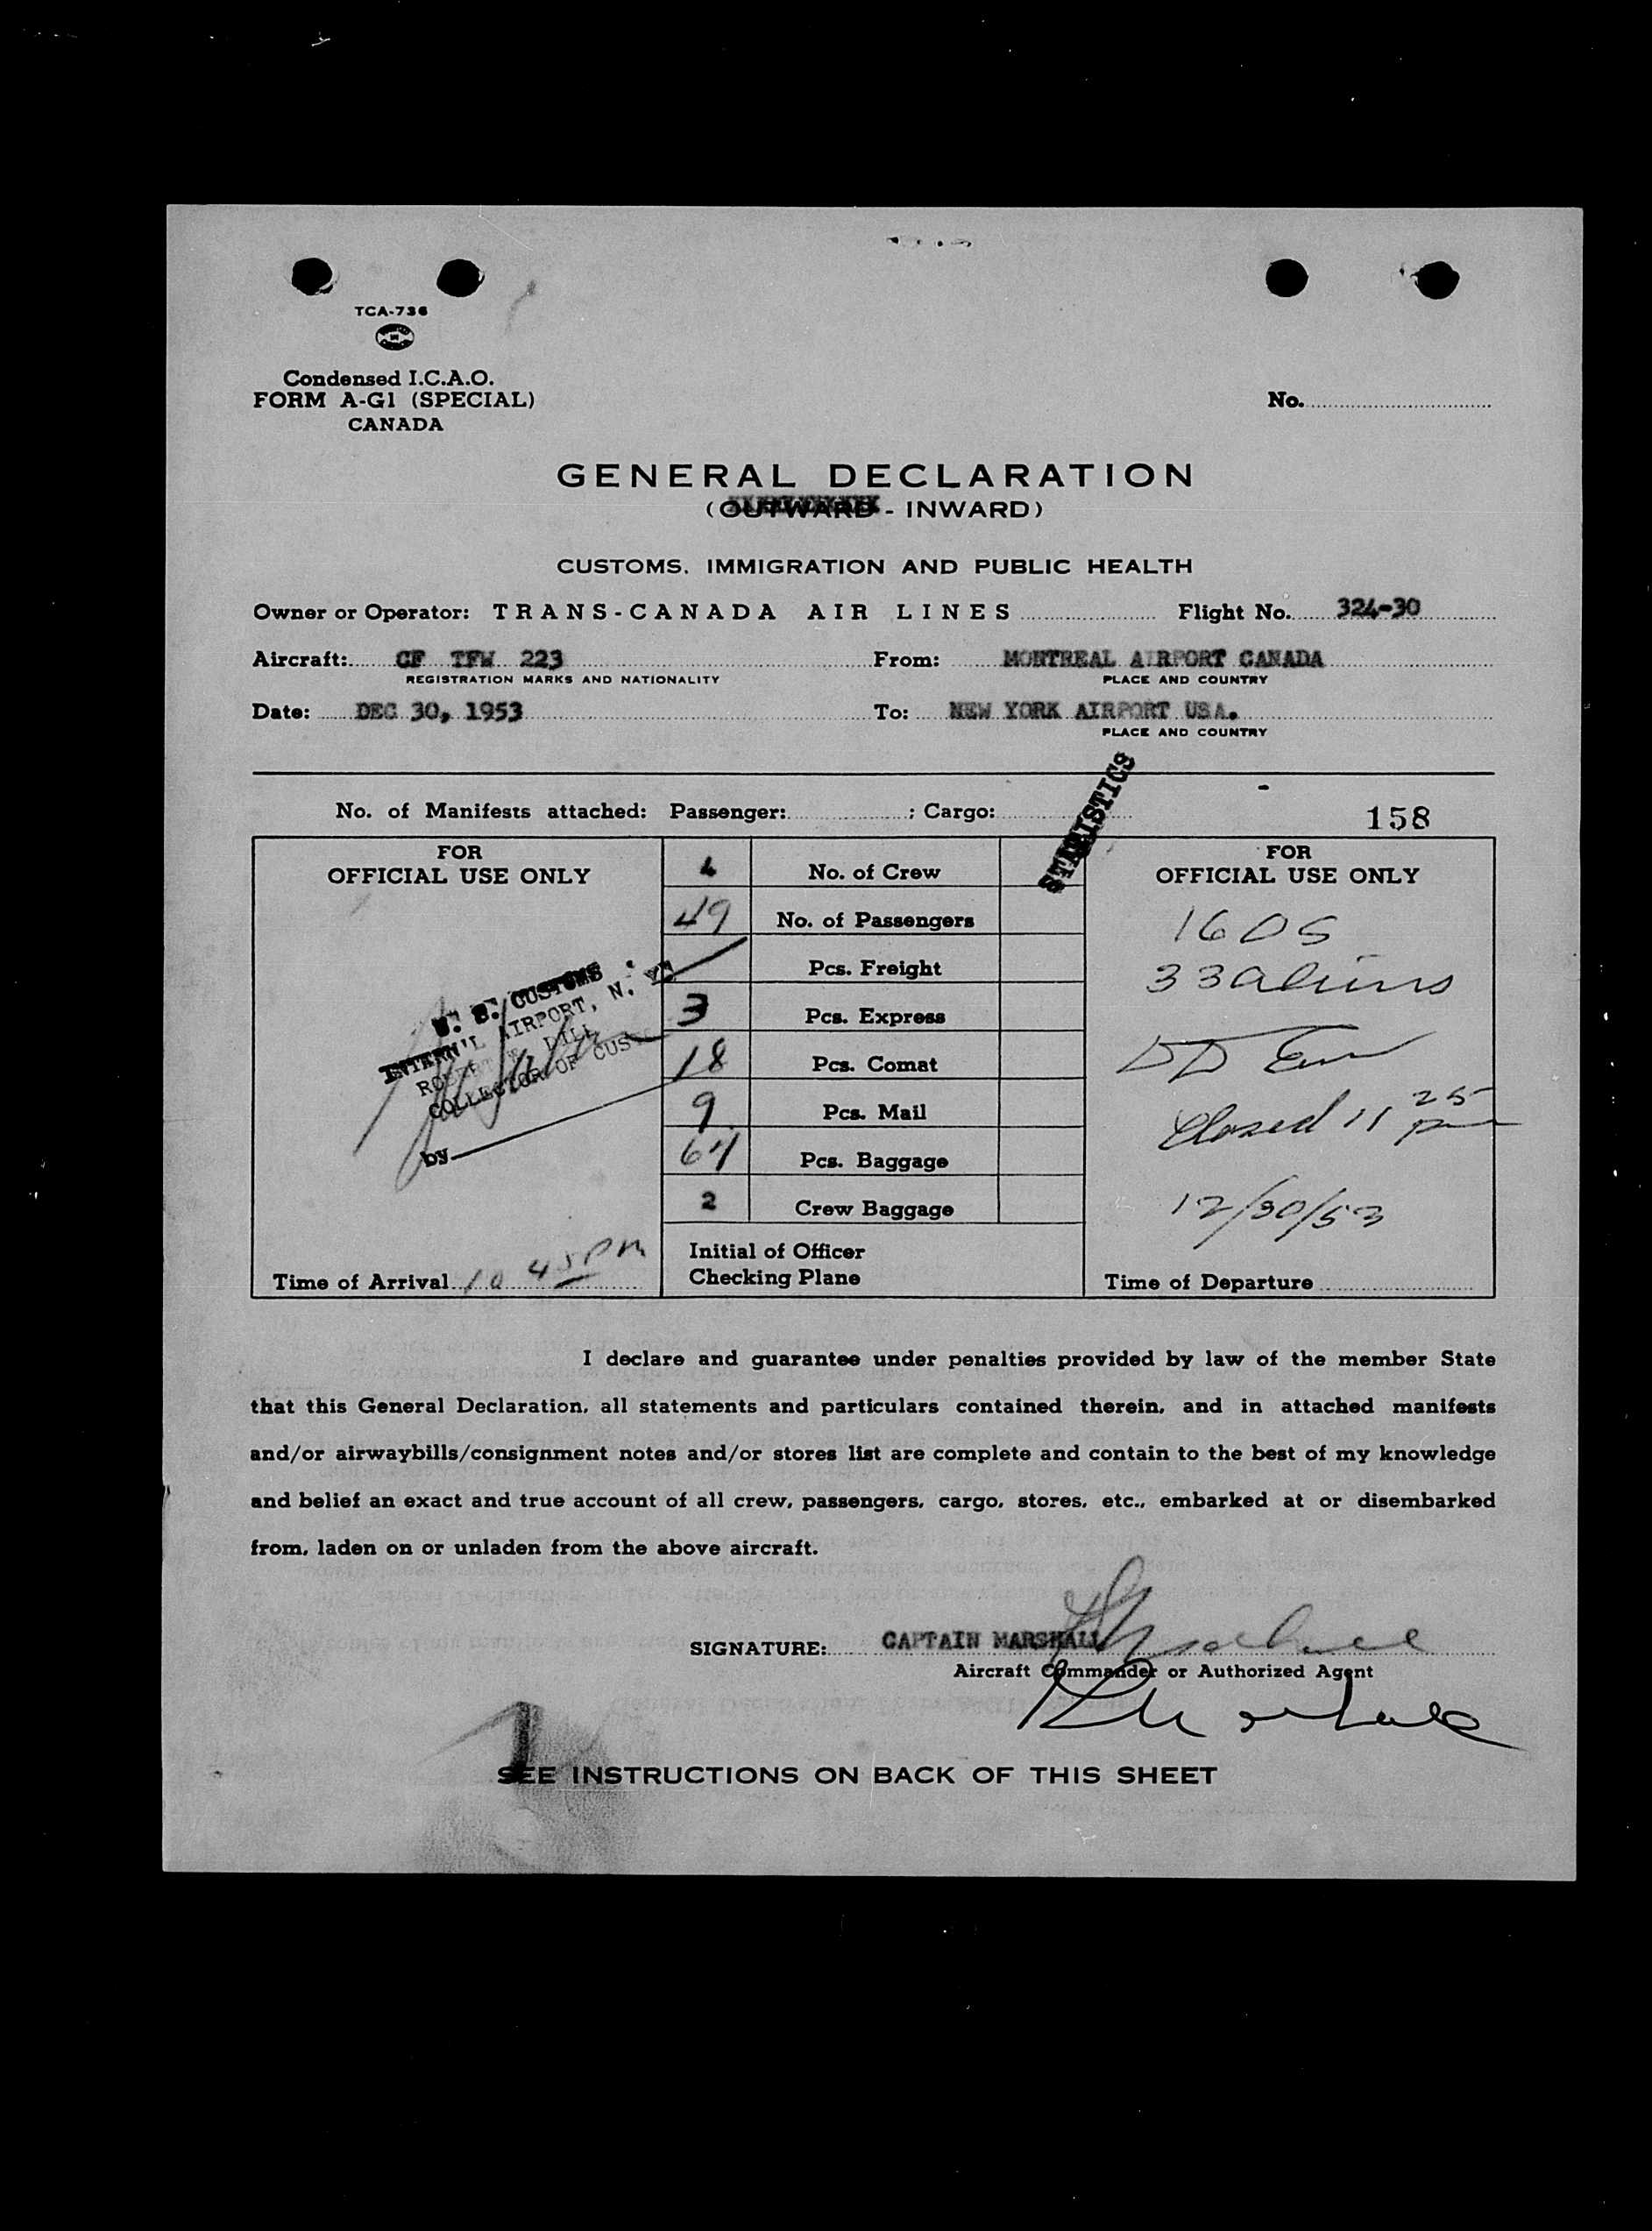 TCA-736
Condensed I.C.A.O.
FORM A-G1 (SPECIAL)
CANADA
No.
GENERAL DECLARATION
(OUTWARD - INWARD)
CUSTOMS, IMMIGRATION AND PUBLIC HEALTH
Owner or Operator: TRANS-CANADA AIR LINES Flight No. 324-30
Aircraft: CF TFW 223 From: MONTREAL AIRPORT CANADA
REGISTRATION MARKS AND NATIONALITY PLACE AND COUNTRY
Date: DEC 30, 1953 To: NEW YORK AIRPORT USA.
PLACE AND COUNTRY
STATISTICS
No. of Manifests attached: Passenger: ; Cargo: 158
FOR
OFFICIAL USE ONLY
U. S. CUSTOMS
INTERN'L AIRPORT, N. Y.
DILL
COLLECTOR OF CUS
by
Time of Arrival 10 45 PM
4 No. of Crew
49 No. of Passengers
Pcs. Freight
3 Pcs. Express
18 Pcs. Comat
9 Pcs. Mail
64 Pcs. Baggage
2 Crew Baggage
Initial of Officer
Checking Plane
FOR
OFFICIAL USE ONLY
33 aliens
Closed 11 25 pm
12/30/53
Time of Departure
I declare and guarantee under penalties provided by law of the member State
that this General Declaration, all statements and particulars contained therein, and in attached manifests
and/or airwaybills/consignment notes and/or stores list are complete and contain to the best of my knowledge
and belief an exact and true account of all crew, passengers, cargo, stores, etc., embarked at or disembarked
from, laden on or unladen from the above aircraft.
SIGNATURE: CAPTAIN MARSHALL
Aircraft Commander or Authorized Agent
SEE INSTRUCTIONS ON BACK OF THIS SHEET